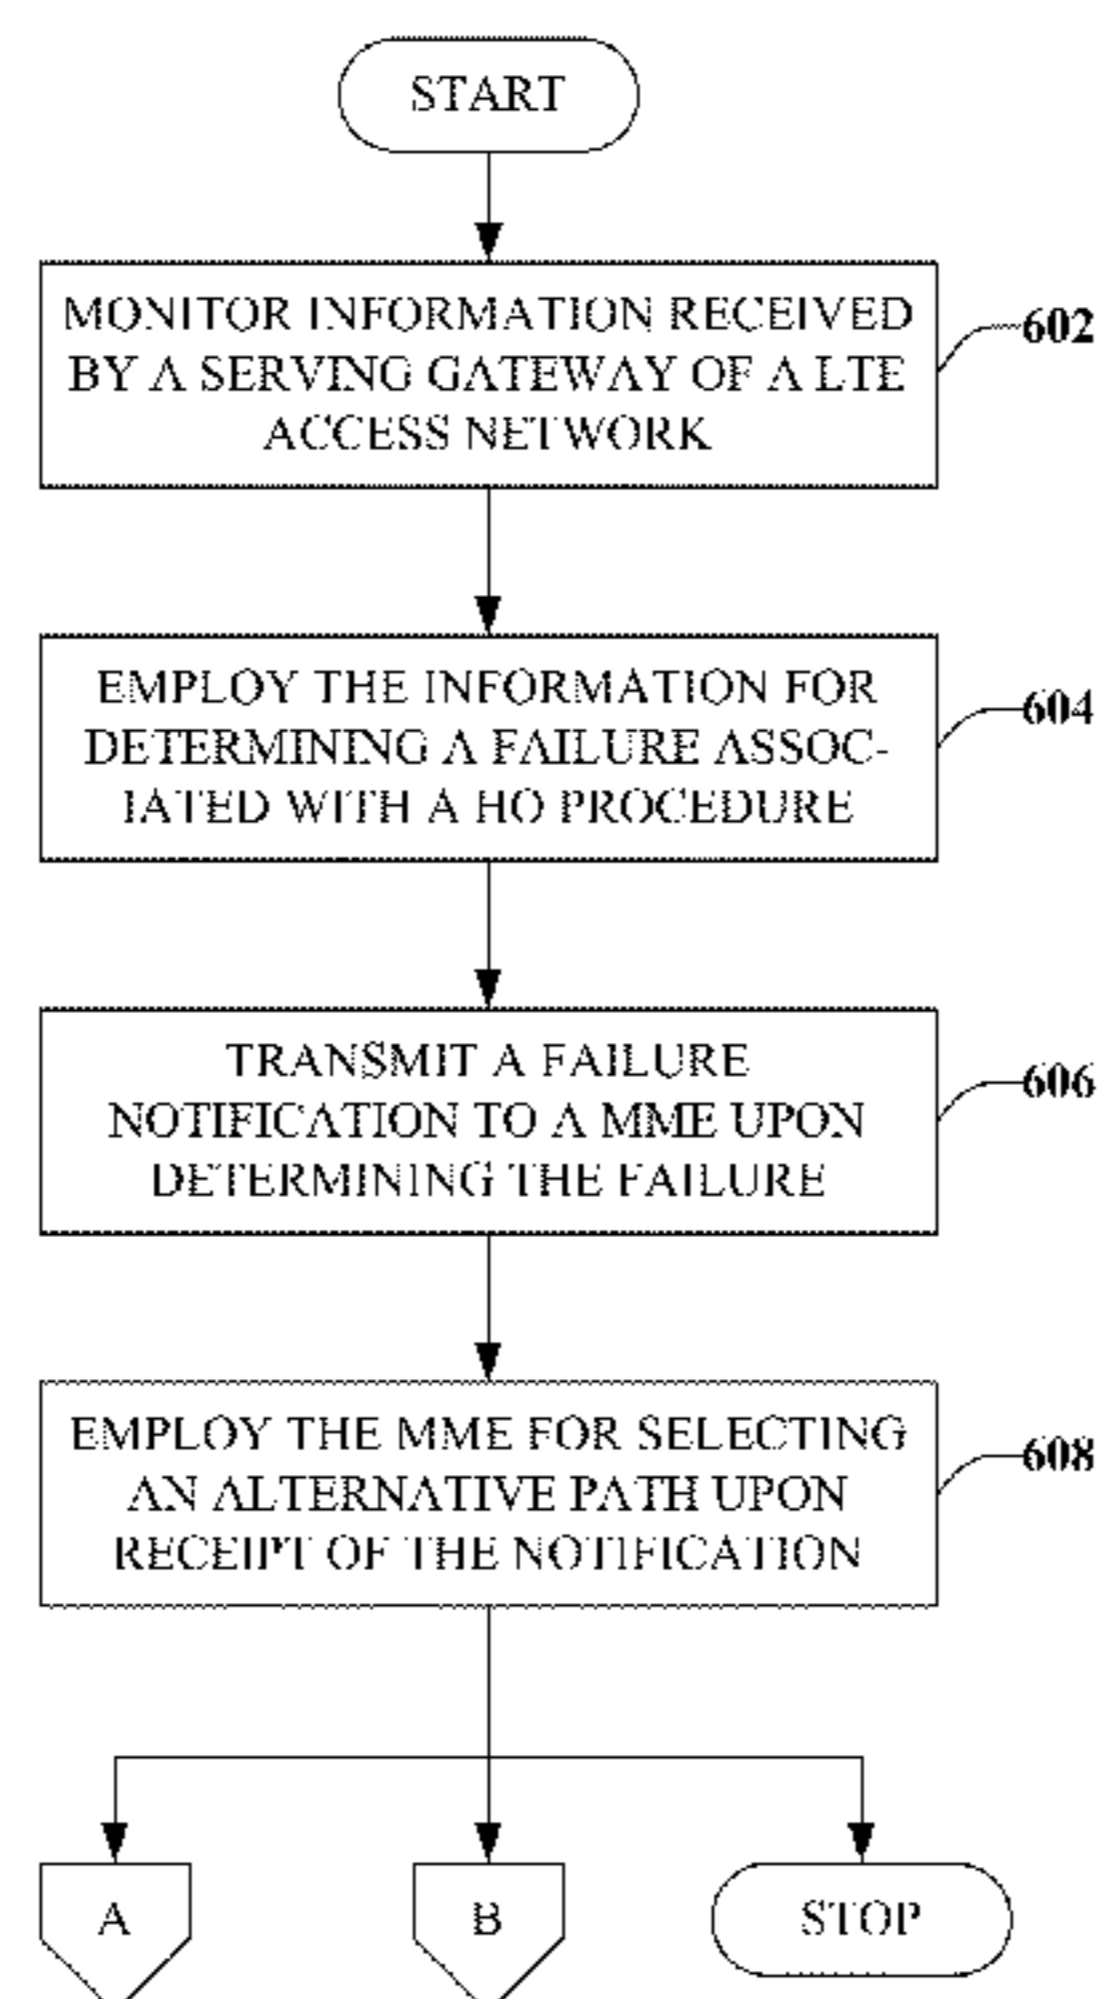 START
MONITOR INFORMATION RECEIVED
BY A SERVING GATEWAY OF A LTE
ACCESS NETWORK
602
EMPLOY THE INFORMATION FOR
DETERMINING A FAILURE ASSOC-
IATED WITH A HO PROCEDURE
604
TRANSMIT A FAILURE
NOTIFICATION TO A MME UPON
DETERMINING THE FAILURE
606
EMPLOY THE MME FOR SELECTING
AN ALTERNATIVE PATH UPON
RECEIPT OF THE NOTIFICATION
608
A
B
STOP